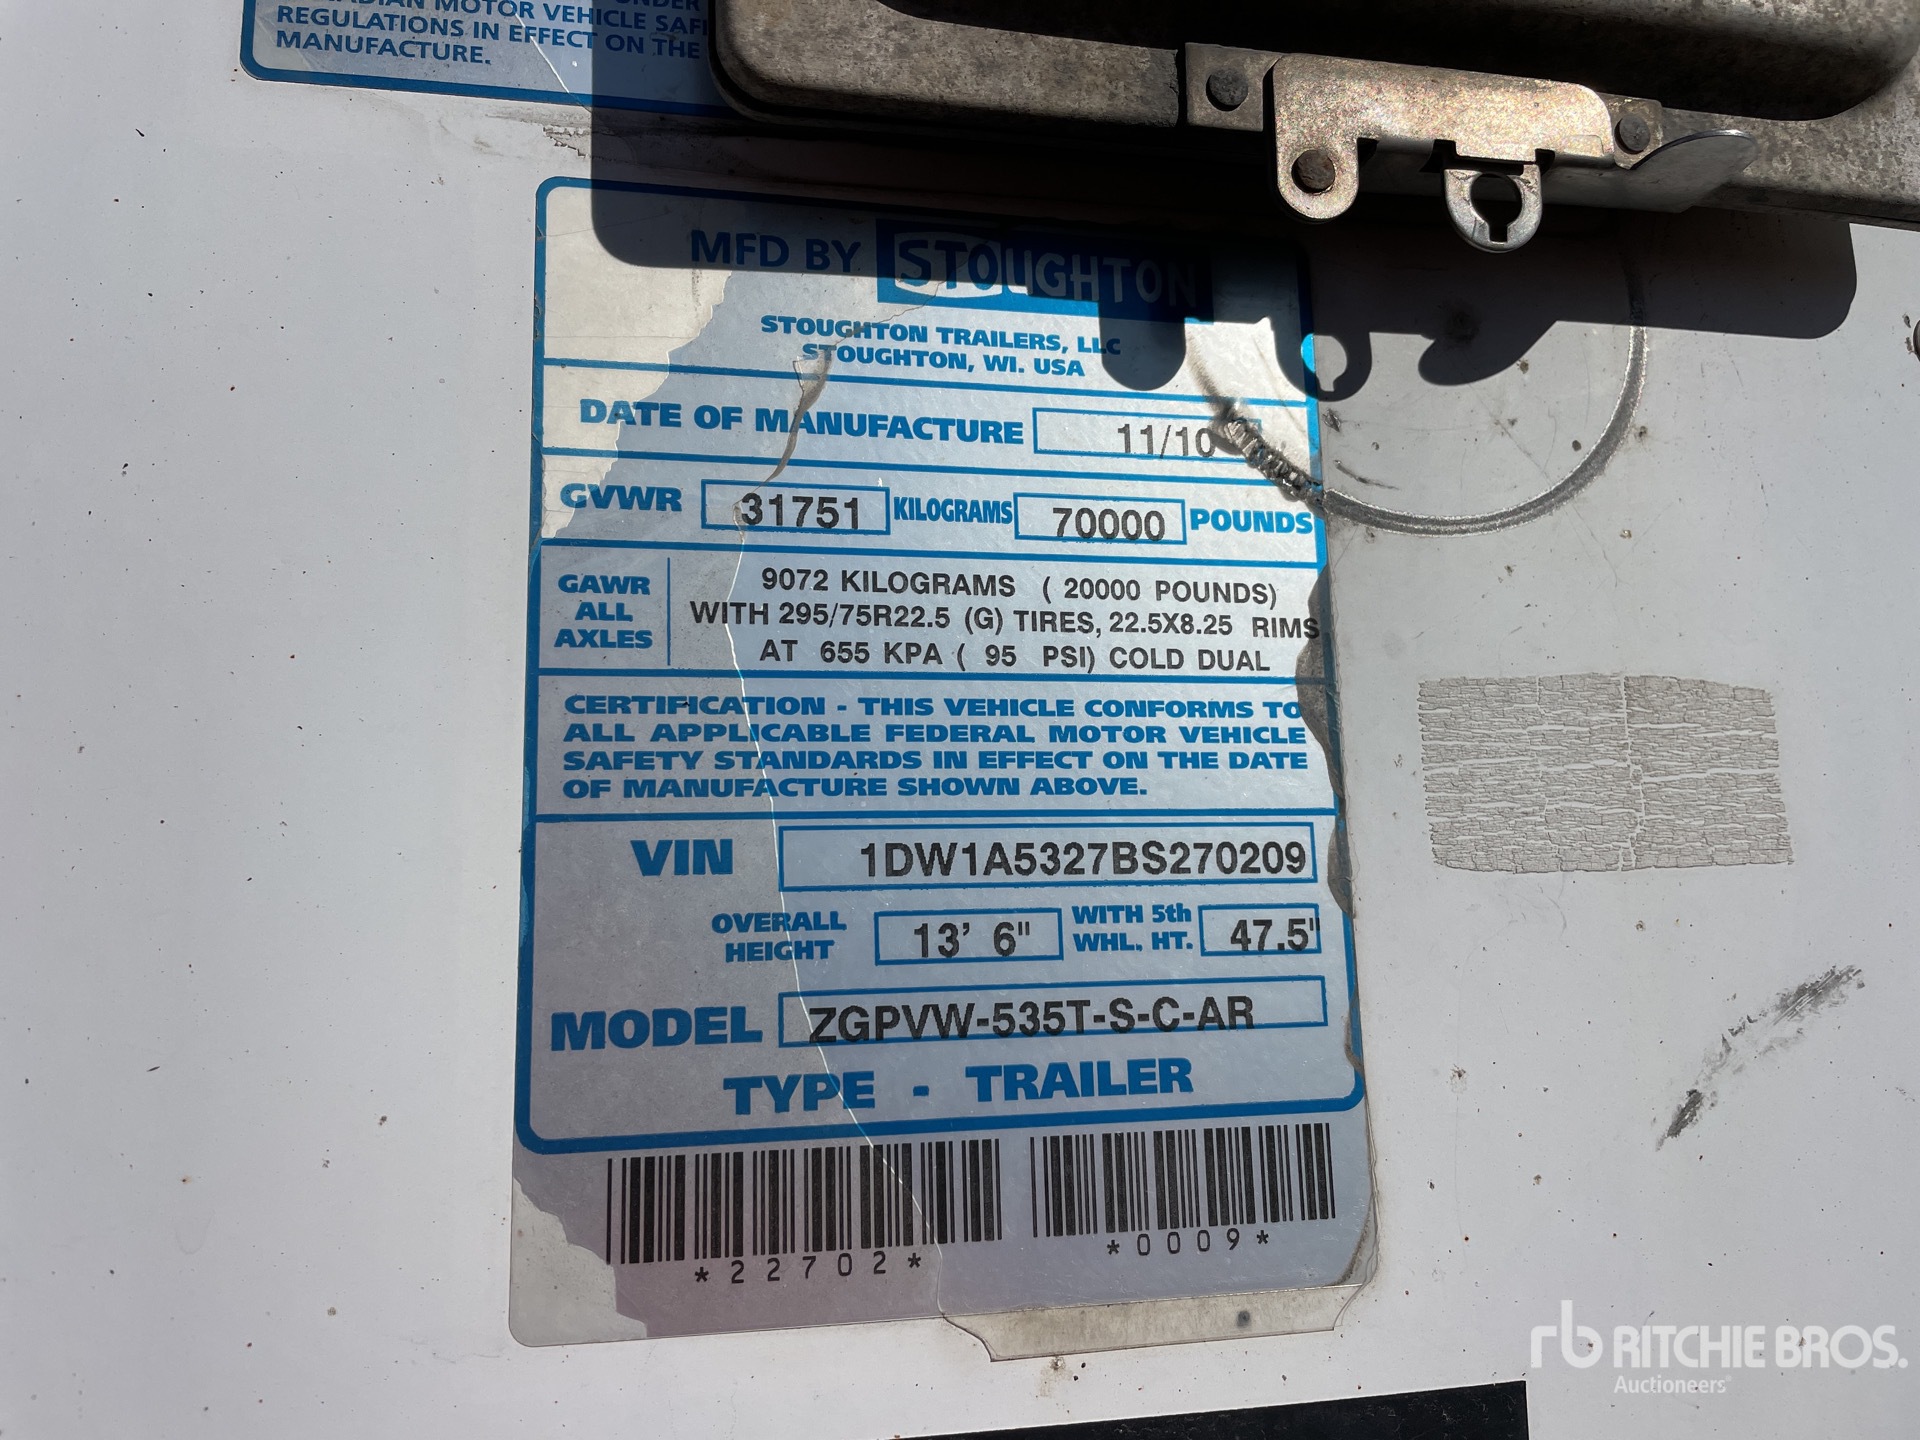 MOTOR VEHICLE SAF
REGULATIONS IN EFFECT ON THE
MANUFACTURE.
MFD BY STOUGHTON
STOUGHTON TRAILERS, LLC
STOUGHTON, WI. USA
DATE OF MANUFACTURE 11/10
GVWR 31751 KILOGRAMS 70000 POUNDS
GAWR ALL AXLES
9072 KILOGRAMS ( 20000 POUNDS)
WITH 295/75R22.5 (G) TIRES, 22.5X8.25 RIMS
AT 655 KPA ( 95 PSI) COLD DUAL
CERTIFICATION - THIS VEHICLE CONFORMS TO
ALL APPLICABLE FEDERAL MOTOR VEHICLE
SAFETY STANDARDS IN EFFECT ON THE DATE
OF MANUFACTURE SHOWN ABOVE.
VIN 1DW1A5327BS270209
OVERALL HEIGHT 13' 6" WITH 5th WHL. HT. 47.5"
MODEL ZGPVW-535T-S-C-AR
TYPE - TRAILER
*22702* *0009*
rb RITCHIE BROS.
Auctioneers